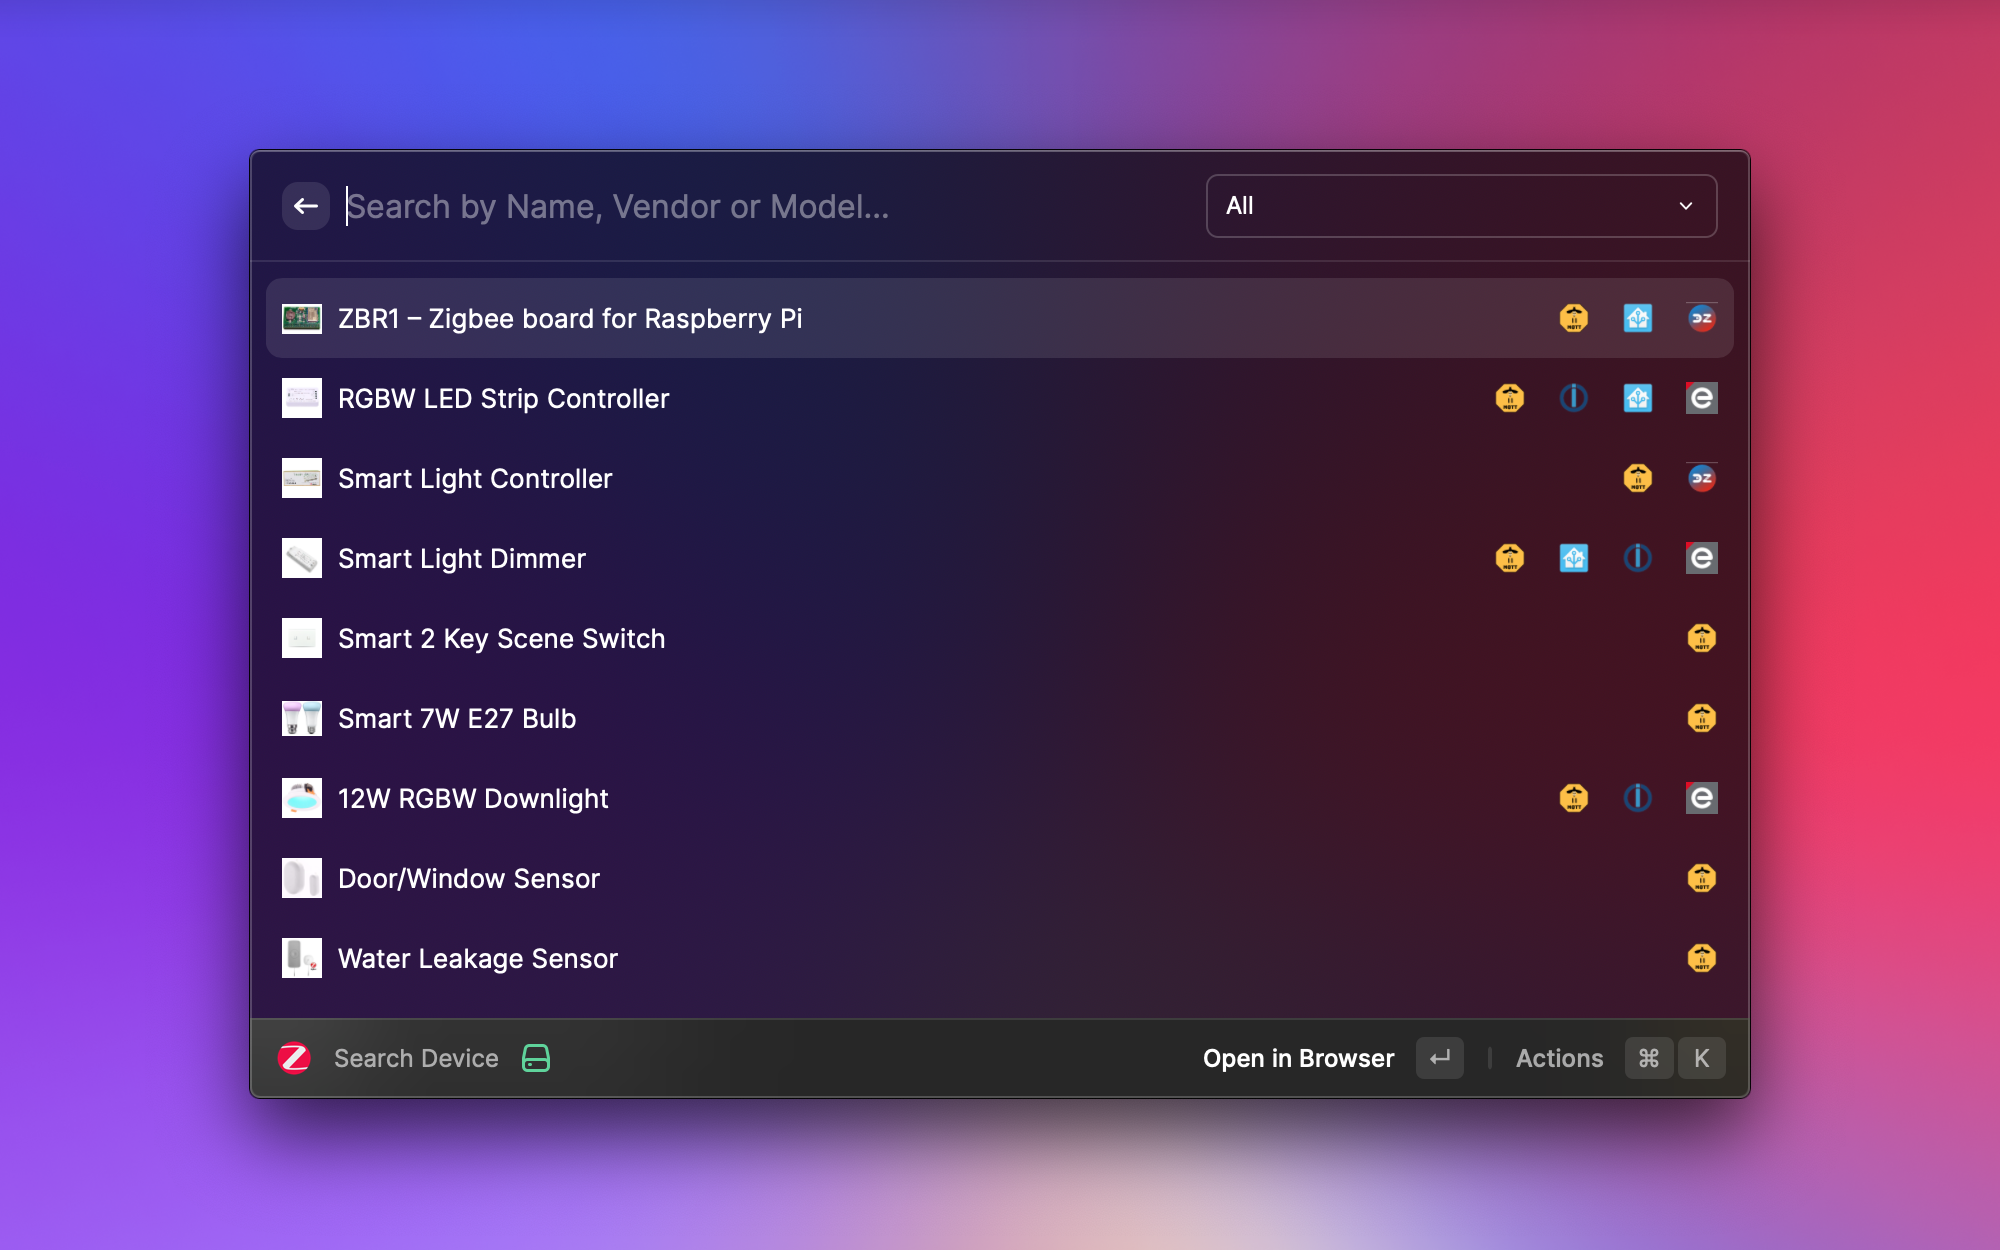 Search by Name, Vendor or Model...
All
ZBR1 – Zigbee board for Raspberry Pi
RGBW LED Strip Controller
Smart Light Controller
Smart Light Dimmer
Smart 2 Key Scene Switch
Smart 7W E27 Bulb
12W RGBW Downlight
Door/Window Sensor
Water Leakage Sensor
Search Device
Open in Browser
Actions
⌘ K